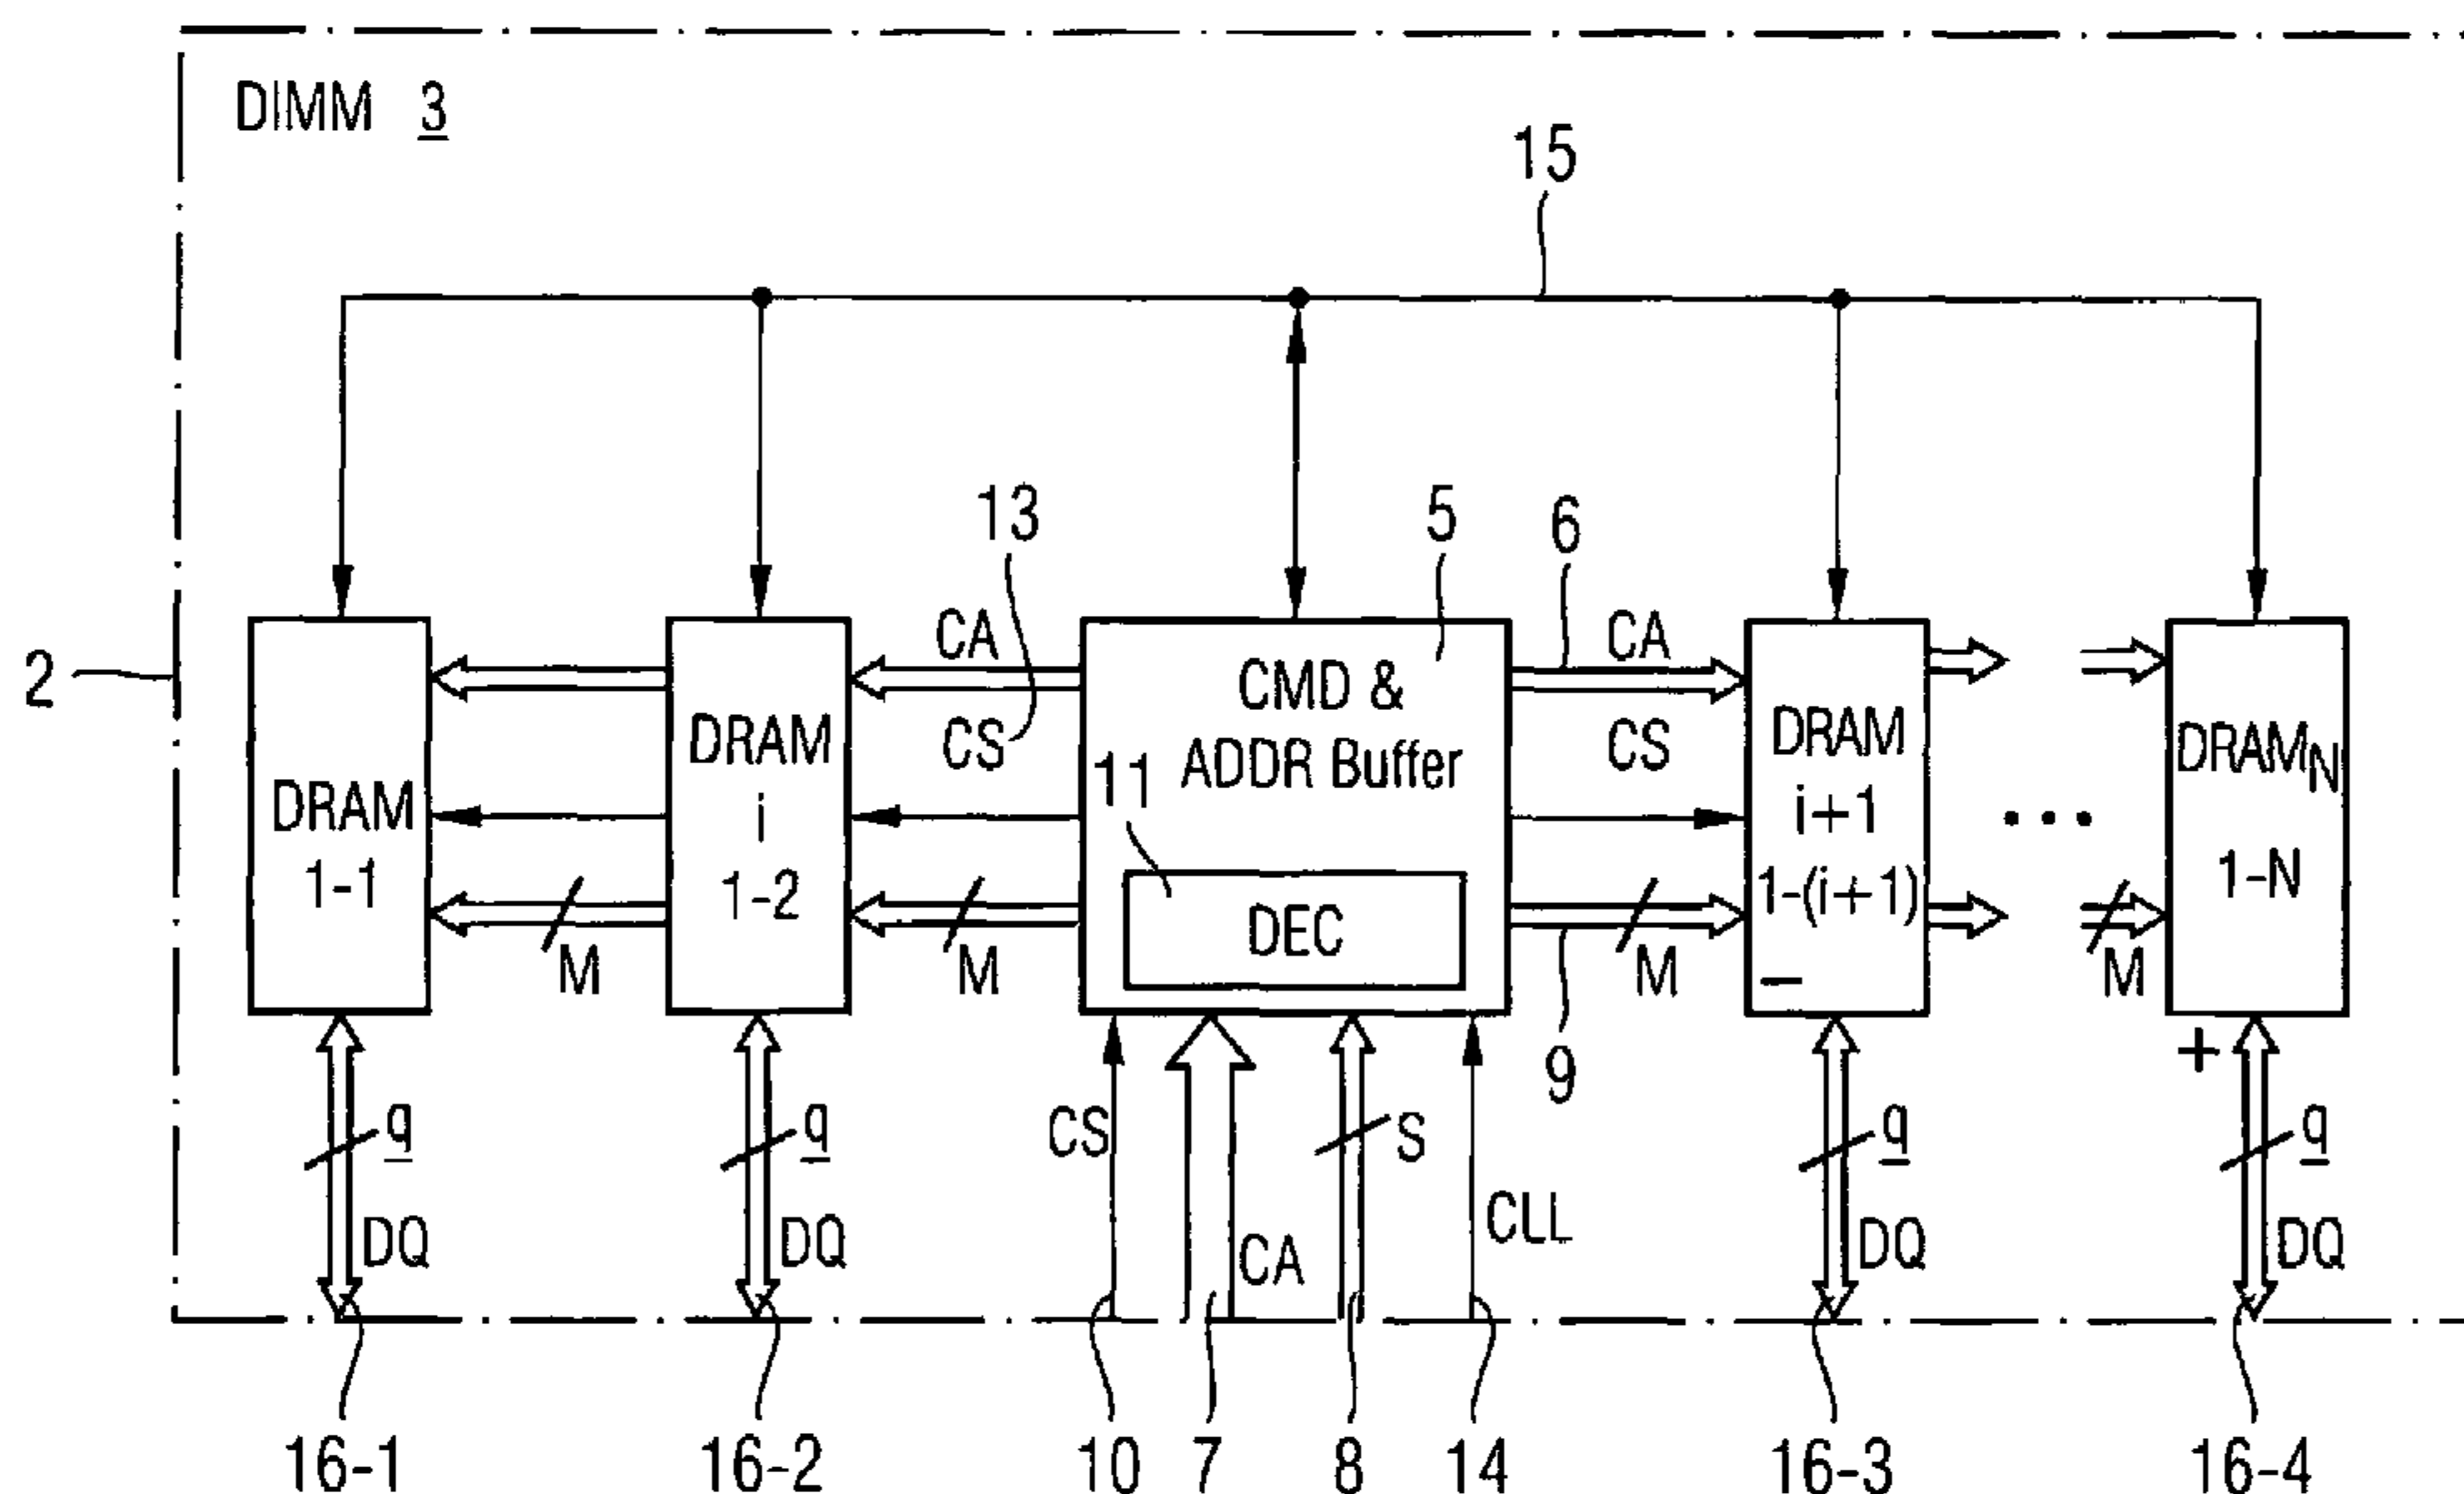 DIMM 3
15
13
5
6
2
CA
CS
CMD &
ADDR Buffer
11
DEC
CA
CS
DRAM
1-1
DRAM
i
1-2
DRAM
i+1
1-(i+1)
–
...
DRAMN
1-N
+
M
M
M
M
9
q
DQ
q
DQ
CS
CA
S
CLL
q
DQ
q
DQ
16-1
16-2
10
7
8
14
16-3
16-4